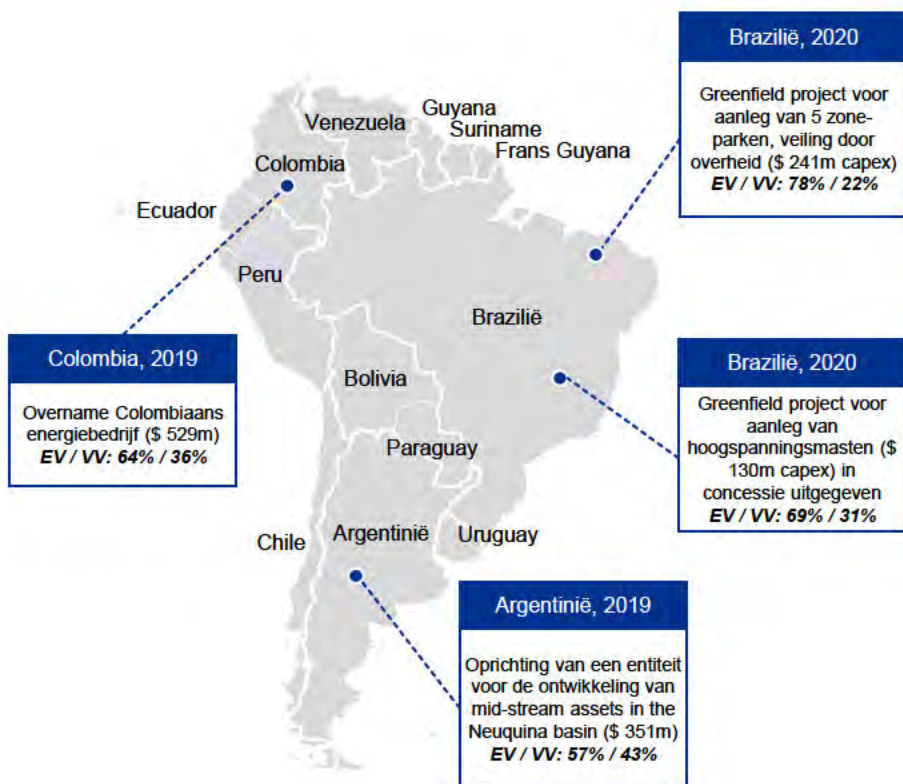 Brazilië, 2020
Greenfield project voor
aanleg van 5 zone-
parken, veiling door
overheid ($ 241m capex)
EV / VV: 78% / 22%
Guyana
Venezuela
Suriname
Frans Guyana
Colombia
Ecuador
Peru
Brazilië
Colombia, 2019
Overname Colombiaans
energiebedrijf ($ 529m)
EV / VV: 64% / 36%
Bolivia
Brazilië, 2020
Greenfield project voor
aanleg van
hoogspanningsmasten ($
130m capex) in
concessie uitgegeven
EV / VV: 69% / 31%
Paraguay
Chile
Argentinië
Uruguay
Argentinië, 2019
Oprichting van een entiteit
voor de ontwikkeling van
mid-stream assets in the
Neuquina basin ($ 351m)
EV / VV: 57% / 43%